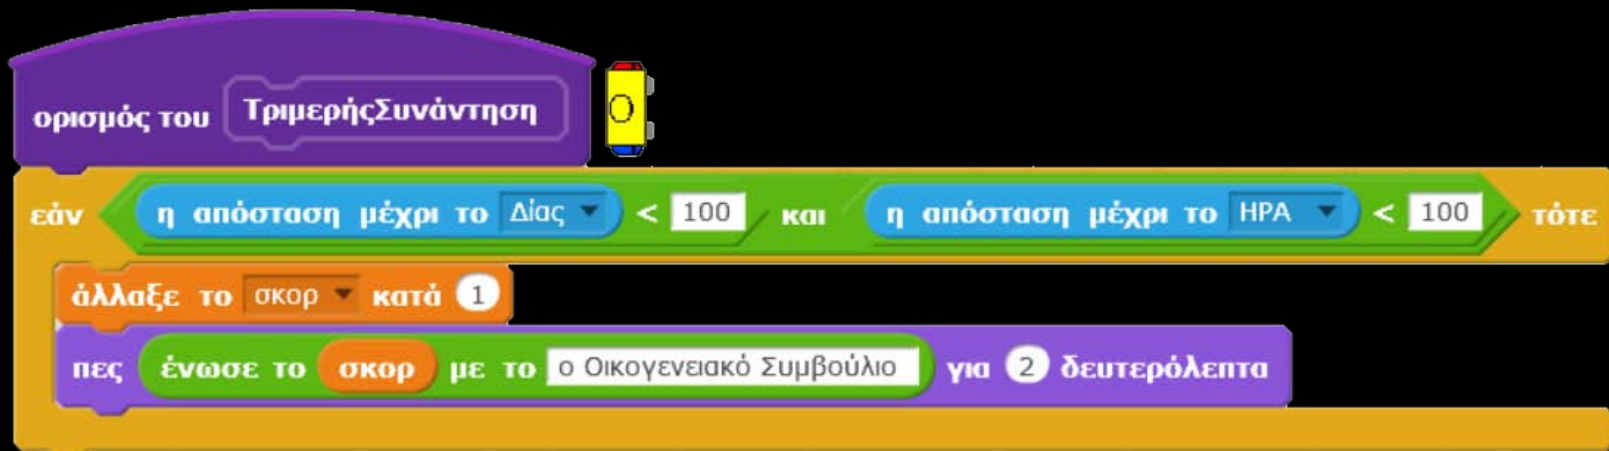 ορισμός του ΤριμερήςΣυνάντηση
εάν η απόσταση μέχρι το Δίας < 100 και η απόσταση μέχρι το ΗΡΑ < 100 τότε
άλλαξε το σκορ κατά 1
πες ένωσε το σκορ με το ο Οικογενειακό Συμβούλιο για 2 δευτερόλεπτα